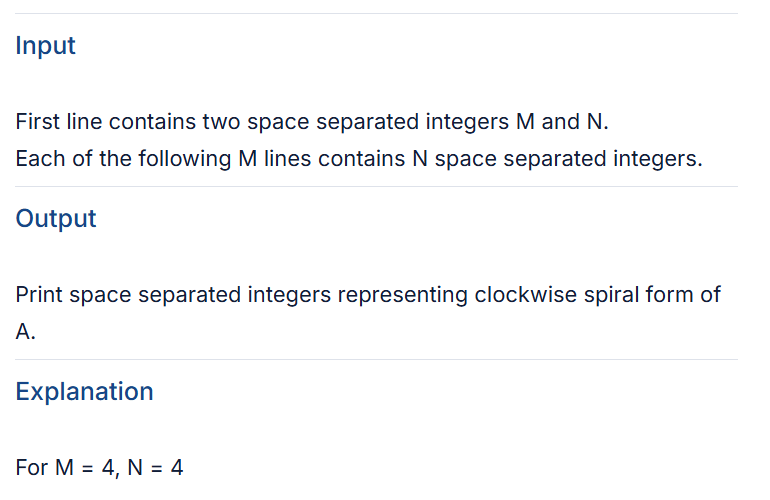 Input
First line contains two space separated integers M and N.
Each of the following M lines contains N space separated integers.
Output
Print space separated integers representing clockwise spiral form of
A.
Explanation
For M = 4, N = 4